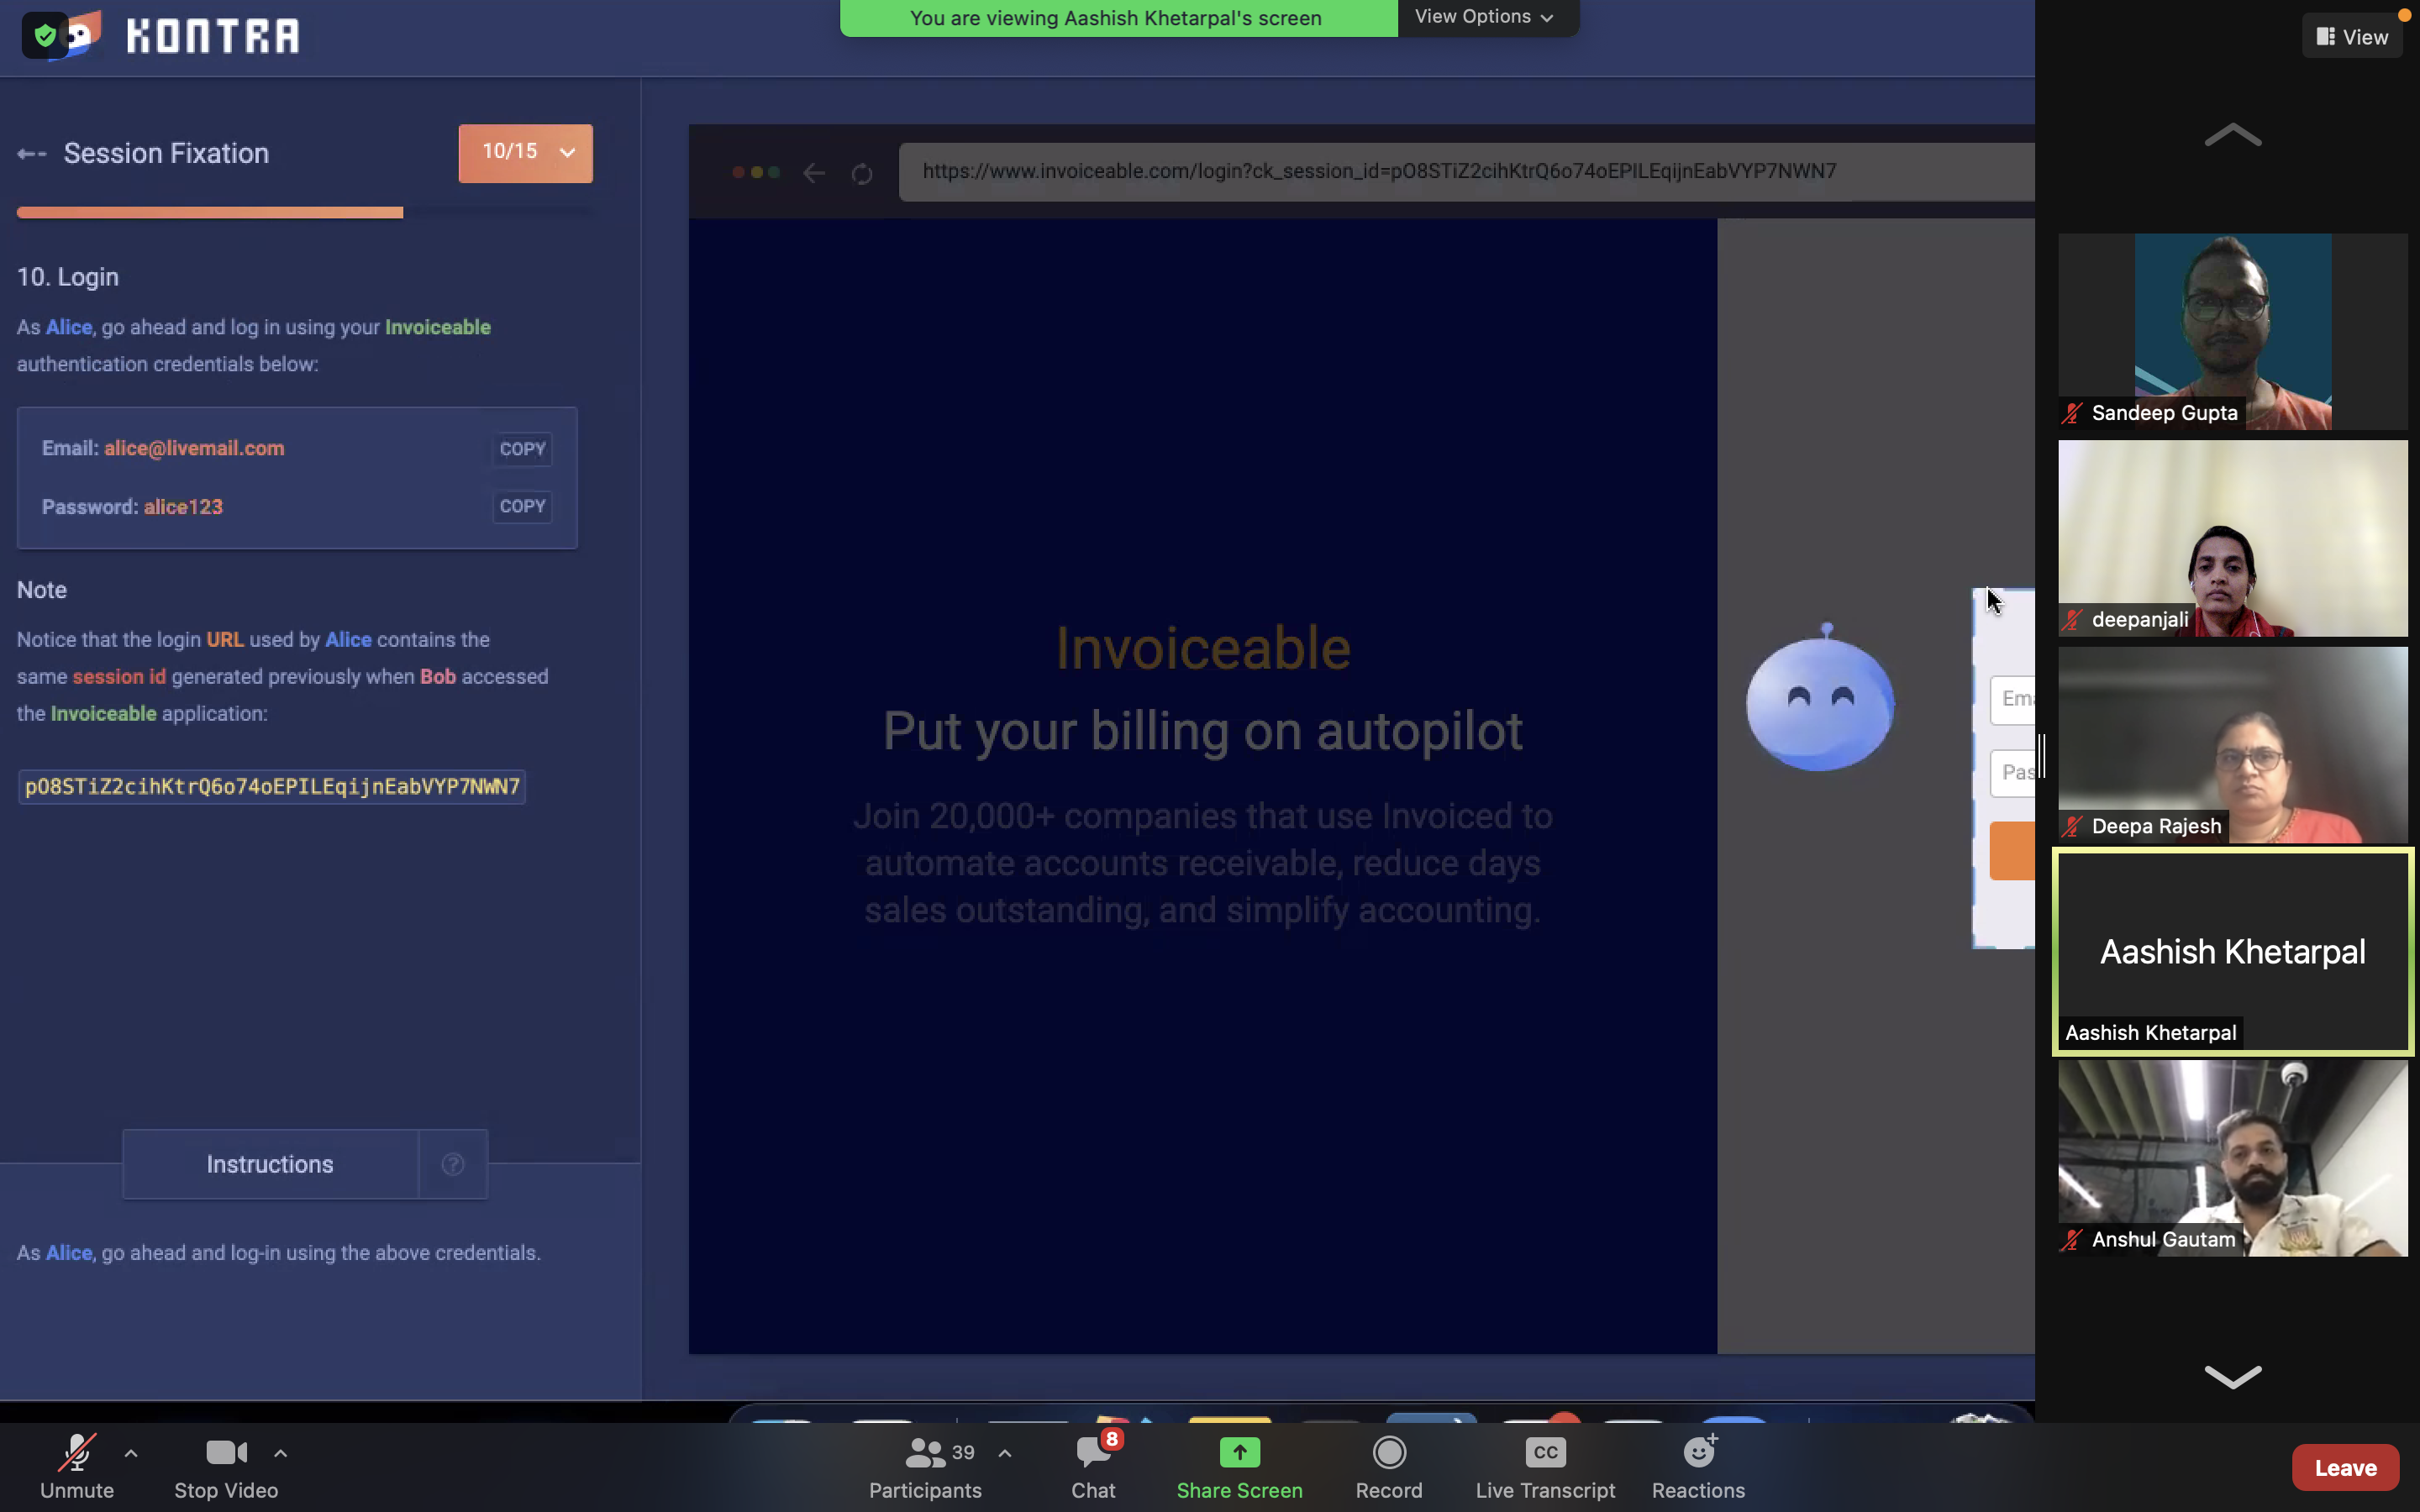 KONTRA
You are viewing Aashish Khetarpal's screen
View Options
View
Session Fixation
10/15
https://www.invoiceable.com/login?ck_session_id=pO8STiZ2cihKtrQ6o74oEPILEqijnEabVYP7NWN7
10. Login
As Alice, go ahead and log in using your Invoiceable
authentication credentials below:
Email: alice@livemail.com
COPY
Password: alice123
COPY
Note
Notice that the login URL used by Alice contains the
same session id generated previously when Bob accessed
the Invoiceable application:
pO8STiZ2cihKtrQ6o74oEPILEqijnEabVYP7NWN7
Instructions
?
As Alice, go ahead and log-in using the above credentials.
Invoiceable
Put your billing on autopilot
Join 20,000+ companies that use Invoiced to
automate accounts receivable, reduce days
sales outstanding, and simplify accounting.
Ema
Pas
Sandeep Gupta
deepanjali
Deepa Rajesh
Aashish Khetarpal
Aashish Khetarpal
Anshul Gautam
Unmute
Stop Video
39
Participants
8
Chat
Share Screen
Record
CC
Live Transcript
Reactions
Leave